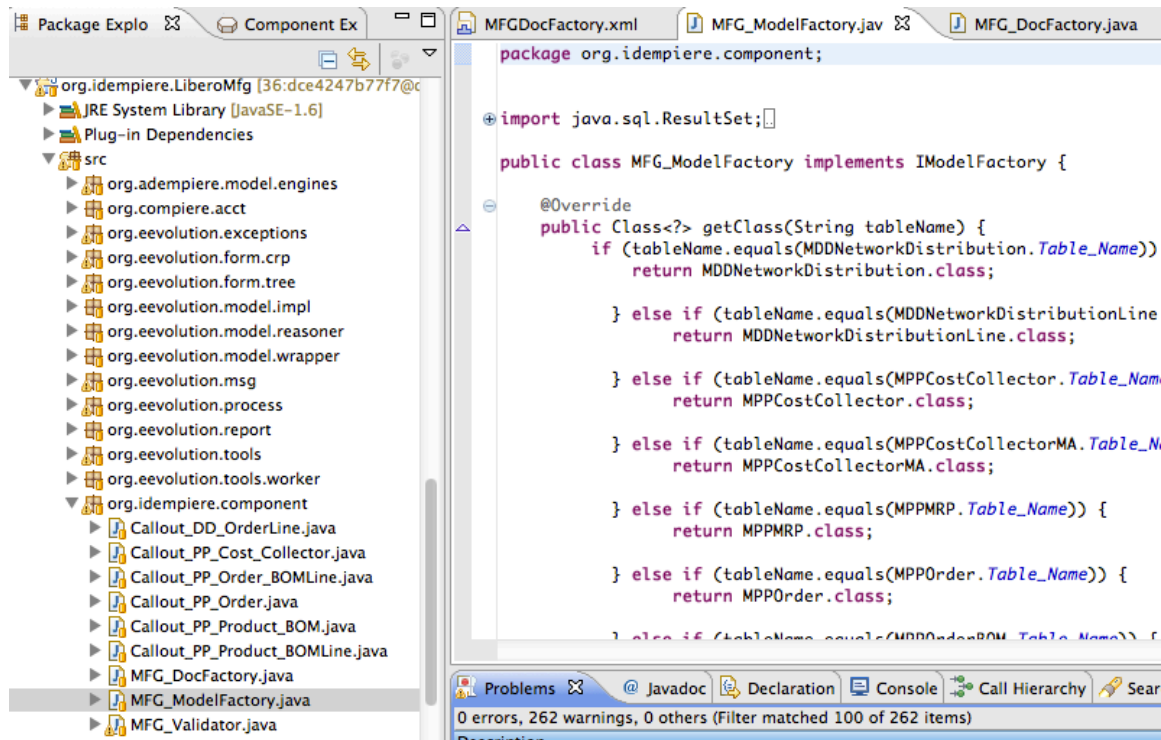 Package Explo
Component Ex
org.idempiere.LiberoMfg [36:dce4247b77f7@
JRE System Library [JavaSE-1.6]
Plug-in Dependencies
src
org.adempiere.model.engines
org.compiere.acct
org.eevolution.exceptions
org.eevolution.form.crp
org.eevolution.form.tree
org.eevolution.model.impl
org.eevolution.model.reasoner
org.eevolution.model.wrapper
org.eevolution.msg
org.eevolution.process
org.eevolution.report
org.eevolution.tools
org.eevolution.tools.worker
org.idempiere.component
Callout_DD_OrderLine.java
Callout_PP_Cost_Collector.java
Callout_PP_Order_BOMLine.java
Callout_PP_Order.java
Callout_PP_Product_BOM.java
Callout_PP_Product_BOMLine.java
MFG_DocFactory.java
MFG_ModelFactory.java
MFG_Validator.java
MFGDocFactory.xml
MFG_ModelFactory.jav
MFG_DocFactory.java
package org.idempiere.component;
import java.sql.ResultSet;
public class MFG_ModelFactory implements IModelFactory {
@Override
public Class<?> getClass(String tableName) {
if (tableName.equals(MDDNetworkDistribution.Table_Name))
return MDDNetworkDistribution.class;
} else if (tableName.equals(MDDNetworkDistributionLine
return MDDNetworkDistributionLine.class;
} else if (tableName.equals(MPPCostCollector.Table_Nam
return MPPCostCollector.class;
} else if (tableName.equals(MPPCostCollectorMA.Table_N
return MPPCostCollectorMA.class;
} else if (tableName.equals(MPPMRP.Table_Name)) {
return MPPMRP.class;
} else if (tableName.equals(MPPOrder.Table_Name)) {
return MPPOrder.class;
} else if (tableName.equals(MPPOrderBOM.Table_Name)) {
Problems
@ Javadoc
Declaration
Console
Call Hierarchy
Sear
0 errors, 262 warnings, 0 others (Filter matched 100 of 262 items)
Description